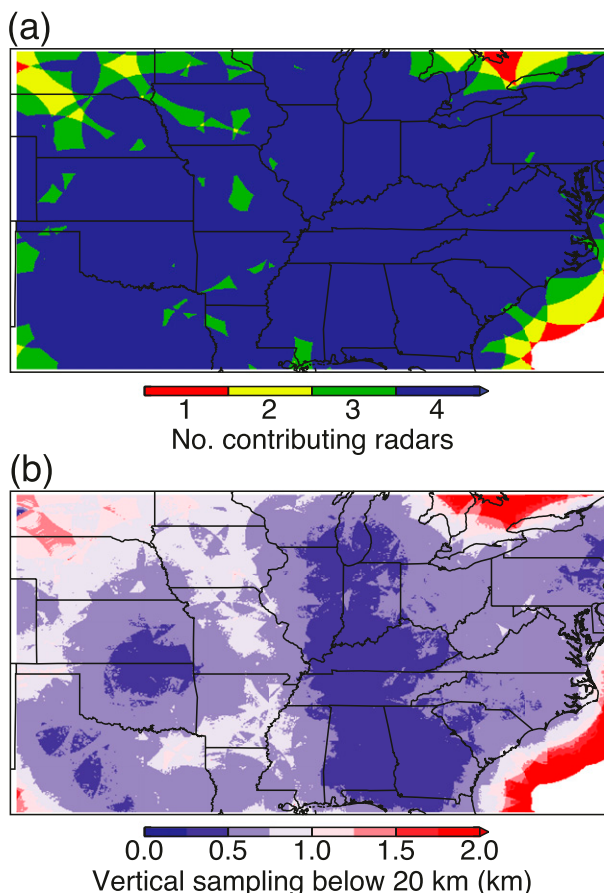 (a)
1 2 3 4
No. contributing radars
(b)
0.0 0.5 1.0 1.5 2.0
Vertical sampling below 20 km (km)